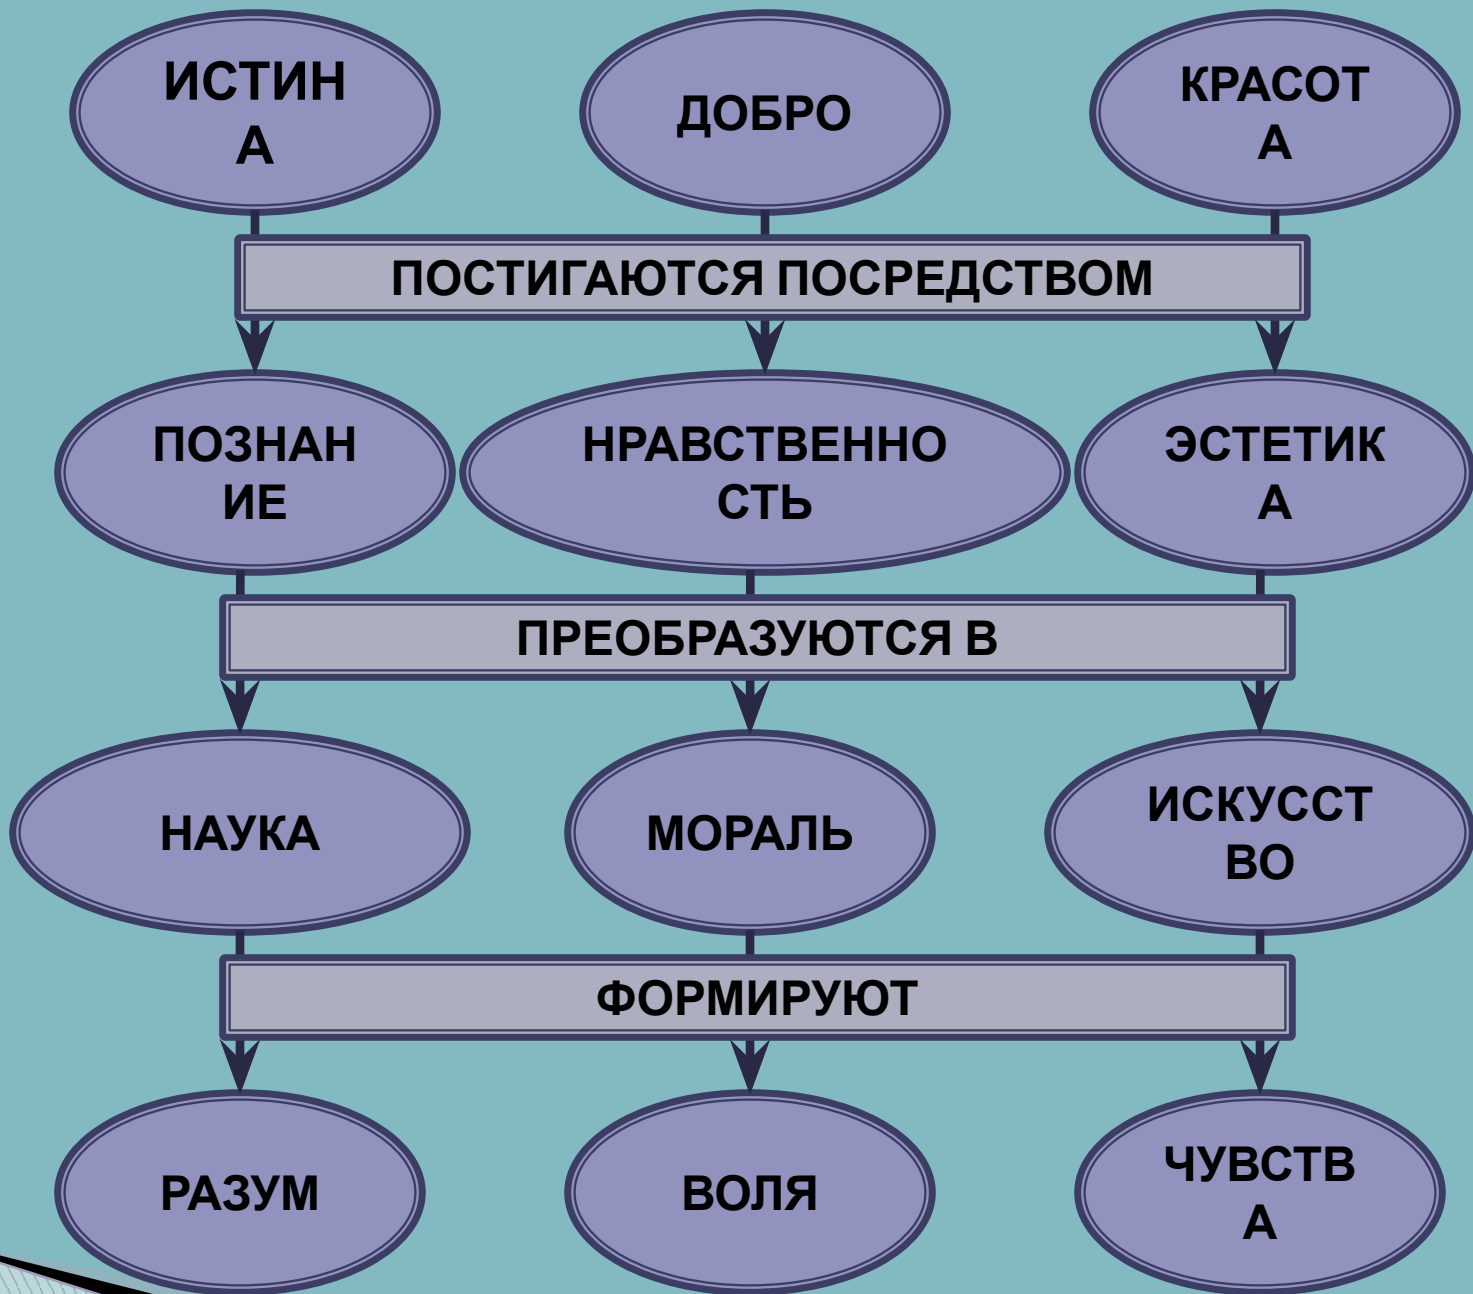 ИСТИН
А
ДОБРО
КРАСОТ
А
ПОСТИГАЮТСЯ ПОСРЕДСТВОМ
ПОЗНАН
ИЕ
НРАВСТВЕННО
СТЬ
ЭСТЕТИК
А
ПРЕОБРАЗУЮТСЯ В
НАУКА
МОРАЛЬ
ИСКУССТ
ВО
ФОРМИРУЮТ
РАЗУМ
ВОЛЯ
ЧУВСТВ
А